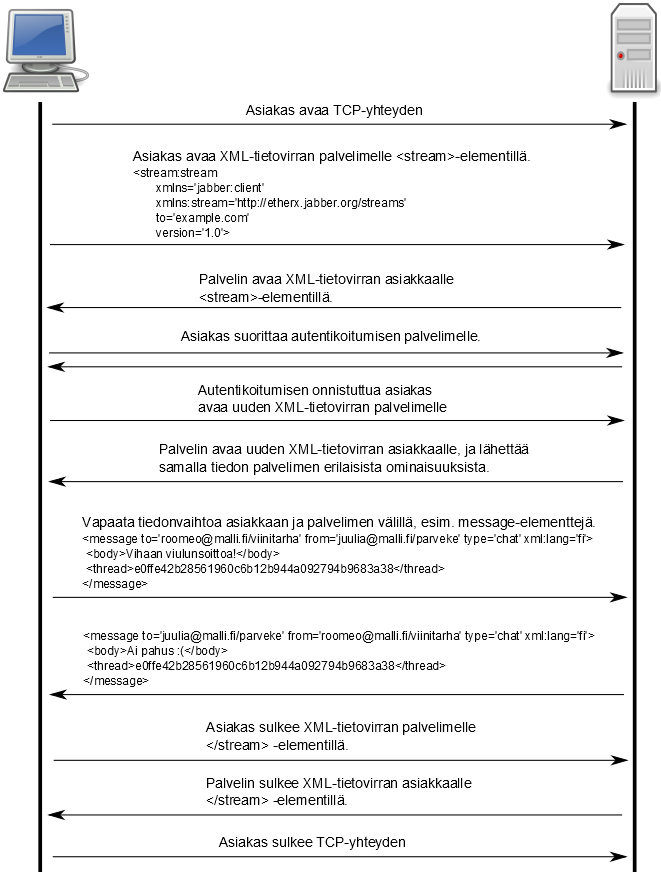 Asiakas avaa TCP-yhteyden
Asiakas avaa XML-tietovirran palvelimelle <stream>-elementillä.
<stream:stream
xmlns='jabber:client'
xmlns:stream='http://etherx.jabber.org/streams'
to='example.com'
version='1.0'>
Palvelin avaa XML-tietovirran asiakkaalle
<stream>-elementillä.
Asiakas suorittaa autentikoitumisen palvelimelle.
Autentikoitumisen onnistuttua asiakas
avaa uuden XML-tietovirran palvelimelle
Palvelin avaa uuden XML-tietovirran asiakkaalle, ja lähettää
samalla tiedon palvelimen erilaisista ominaisuuksista.
Vapaata tiedonvaihtoa asiakkaan ja palvelimen välillä, esim. message-elementtejä.
<message to='roomeo@malli.fi/viinitarha' from='juulia@malli.fi/parveke' type='chat' xml:lang='fi'>
<body>Vihaan viulunsoittoa!</body>
<thread>e0ffe42b28561960c6b12b944a092794b9683a38</thread>
</message>
<message to='juulia@malli.fi/parveke' from='roomeo@malli.fi/viinitarha' type='chat' xml:lang='fi'>
<body>Ai pahus :(</body>
<thread>e0ffe42b28561960c6b12b944a092794b9683a38</thread>
</message>
Asiakas sulkee XML-tietovirran palvelimelle
</stream> -elementillä.
Palvelin sulkee XML-tietovirran asiakkaalle
</stream> -elementillä.
Asiakas sulkee TCP-yhteyden